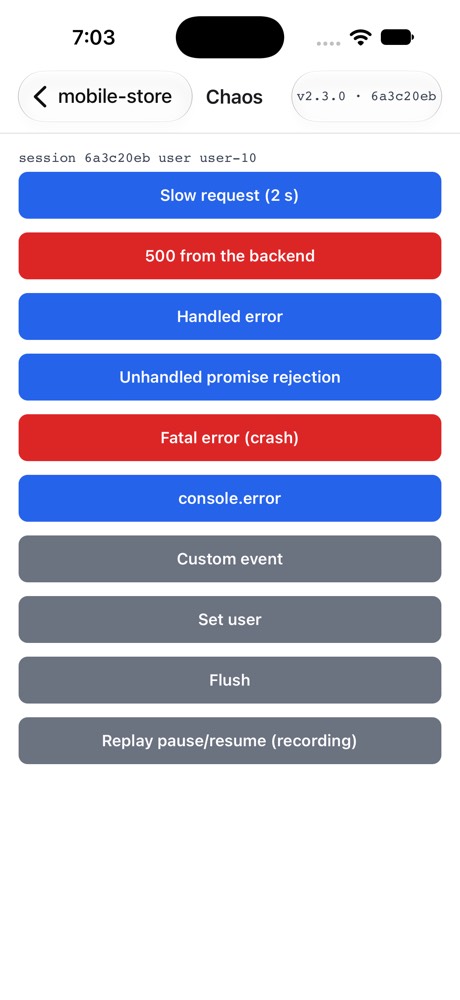 7:03
mobile-store
Chaos
v2.3.0 · 6a3c20eb
session 6a3c20eb user user-10
Slow request (2 s)
500 from the backend
Handled error
Unhandled promise rejection
Fatal error (crash)
console.error
Custom event
Set user
Flush
Replay pause/resume (recording)